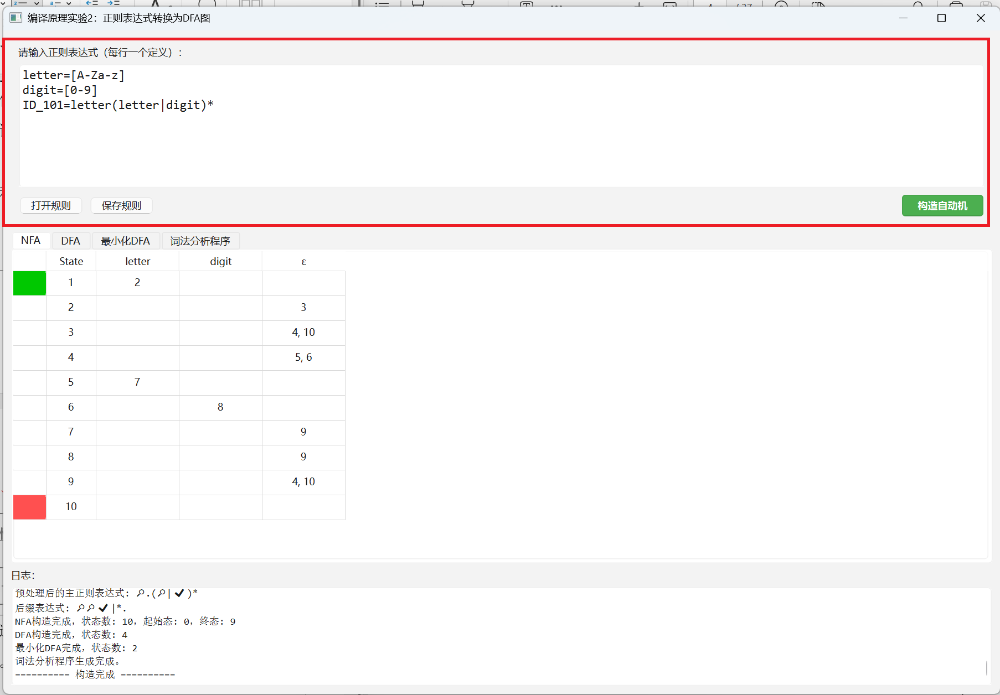 编译原理实验2：正则表达式转换为DFA图
请输入正则表达式（每行一个定义）：
letter=[A-Za-z]
digit=[0-9]
ID_101=letter(letter|digit)*
打开规则 保存规则 构造自动机
NFA DFA 最小化DFA 词法分析程序
State letter digit ε
1 2
2 3
3 4, 10
4 5, 6
5 7
6 8
7 9
8 9
9 4, 10
10
日志：
预处理后的主正则表达式: 🔎.(🔎|✔)*
后缀表达式: 🔎🔎✔|*.
NFA构造完成，状态数: 10，起始态: 0，终态: 9
DFA构造完成，状态数: 4
最小化DFA完成，状态数: 2
词法分析程序生成完成。
========== 构造完成 ==========